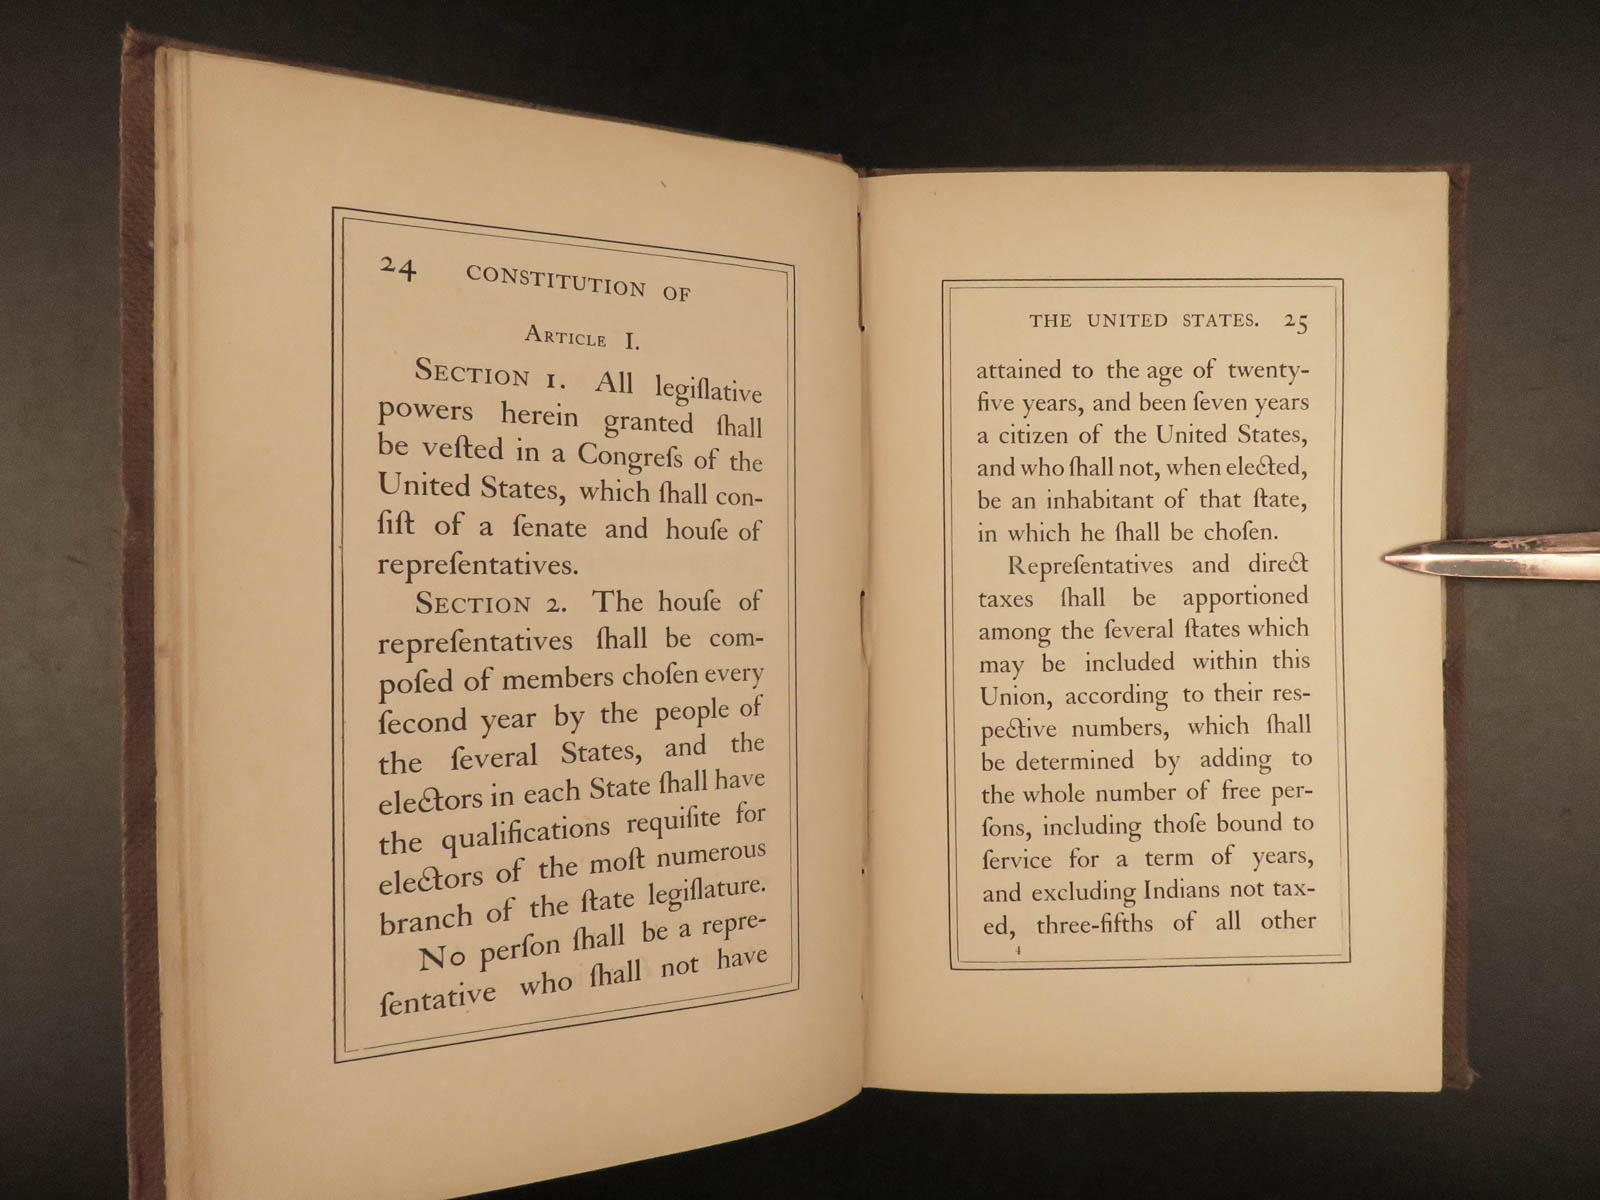 24 CONSTITUTION OF
ARTICLE I.
SECTION 1. All legiſlative
powers herein granted ſhall
be veſted in a Congreſs of the
United States, which ſhall con-
ſiſt of a ſenate and houſe of
repreſentatives.
SECTION 2. The houſe of
repreſentatives ſhall be com-
poſed of members choſen every
ſecond year by the people of
the ſeveral States, and the
electors in each State ſhall have
the qualifications requiſite for
electors of the moſt numerous
branch of the ſtate legiſlature.
No perſon ſhall be a repre-
ſentative who ſhall not have
THE UNITED STATES. 25
attained to the age of twenty-
five years, and been ſeven years
a citizen of the United States,
and who ſhall not, when elected,
be an inhabitant of that ſtate,
in which he ſhall be choſen.
Repreſentatives and direct
taxes ſhall be apportioned
among the ſeveral ſtates which
may be included within this
Union, according to their res-
pective numbers, which ſhall
be determined by adding to
the whole number of free per-
ſons, including thoſe bound to
ſervice for a term of years,
and excluding Indians not tax-
ed, three-fifths of all other
4